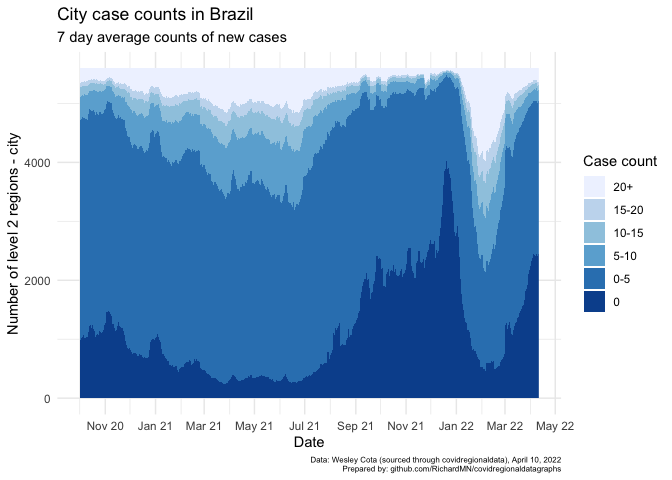 City case counts in Brazil
7 day average counts of new cases
Number of level 2 regions - city
4000
2000
0
Nov 20 Jan 21 Mar 21 May 21 Jul 21 Sep 21 Nov 21 Jan 22 Mar 22 May 22
Date
Case count
20+
15-20
10-15
5-10
0-5
0
Data: Wesley Cota (sourced through covidregionaldata), April 10, 2022
Prepared by: github.com/RichardMN/covidregionaldatagraphs